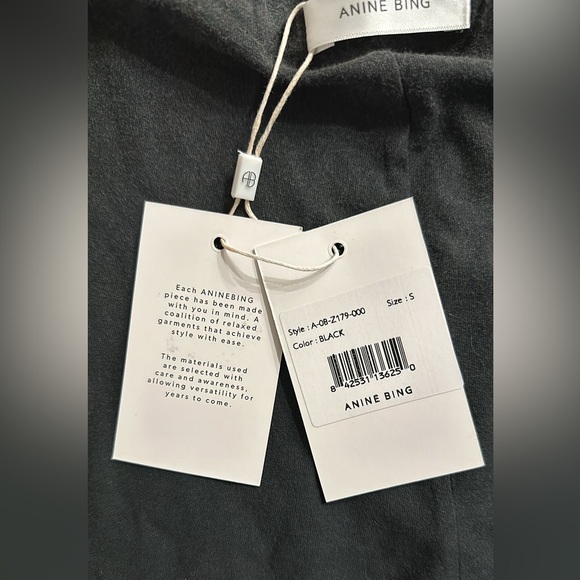 ANINE BING
AB
Each ANINEBING
piece has been made
with you in mind. A
coalition of relaxed
garments that achieve
style with ease.
The materials used
are selected with
care and awareness,
allowing versatility for
years to come.
Style : A-08-Z179-000 Size : S
Color : BLACK
8 42531 13625 0
ANINE BING